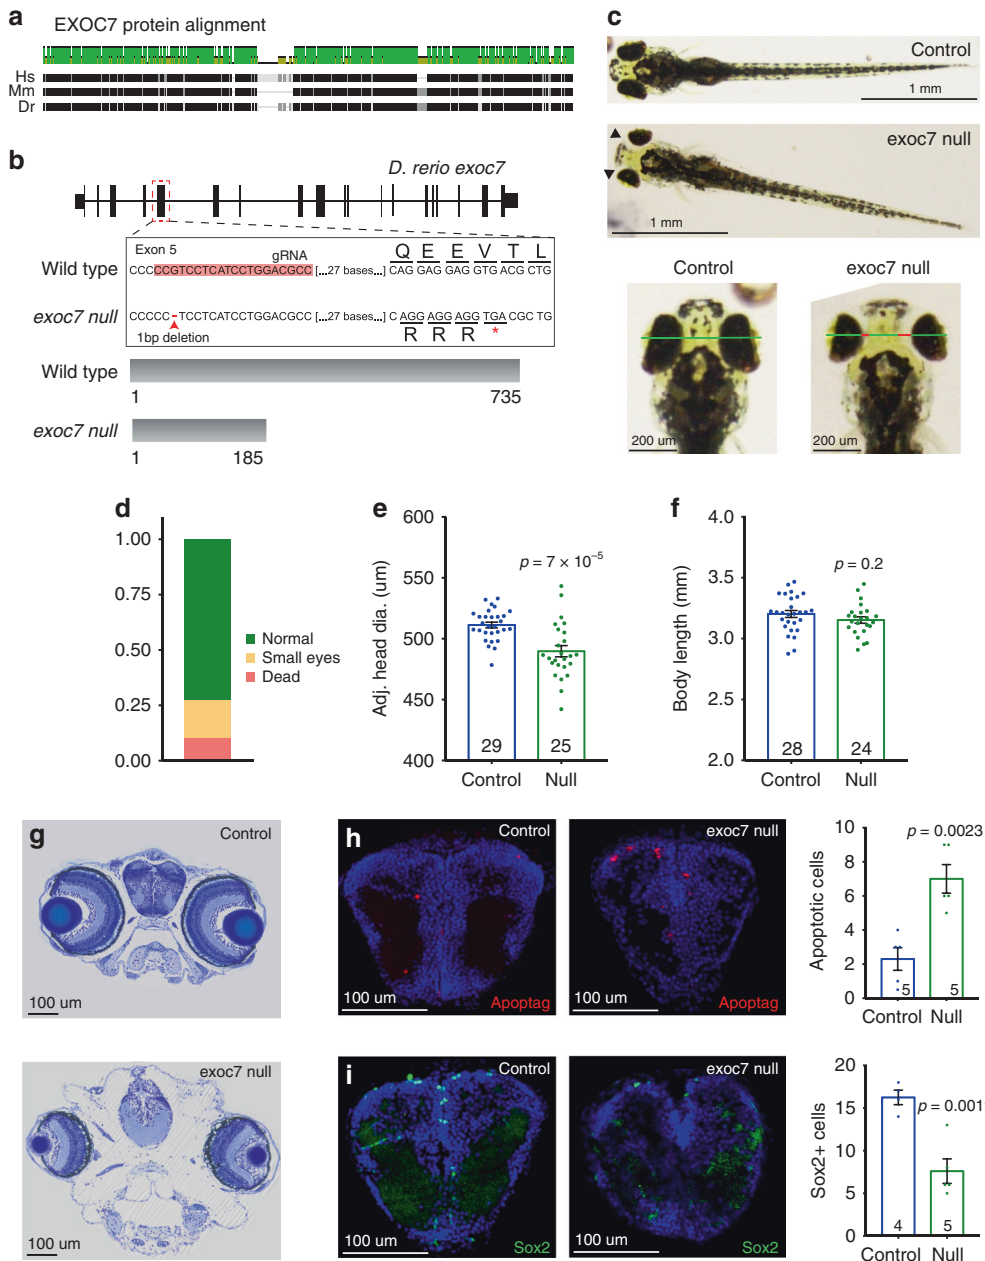 a
EXOC7 protein alignment
Hs
Mm
Dr
b
D. rerio exoc7
Exon 5
gRNA
Q E E V T L
Wild type
CCCCCGTCCTCATCCTGGACGCC [...27 bases...] CAG GAG GAG GTG ACG CTG
exoc7 null
CCCCC -TCCTCATCCTGGACGCC [...27 bases...] C AGG AGG AGG TGA CGC TG
1bp deletion
R R R *
Wild type
1 735
exoc7 null
1 185
c
Control
1 mm
exoc7 null
1 mm
Control
exoc7 null
200 um
200 um
d
1.00
0.75
0.50
0.25
0.00
Normal
Small eyes
Dead
e
Adj. head dia. (um)
600
550
500
450
400
p = 7 × 10⁻⁵
29
25
Control Null
f
Body length (mm)
4.0
3.5
3.0
2.5
2.0
p = 0.2
28
24
Control Null
g
Control
100 um
exoc7 null
100 um
h
Control
100 um
Apoptag
exoc7 null
100 um
Apoptag
Apoptotic cells
10
8
6
4
2
0
p = 0.0023
5
5
Control Null
i
Control
100 um
Sox2
exoc7 null
100 um
Sox2
Sox2+ cells
20
15
10
5
0
p = 0.001
4
5
Control Null